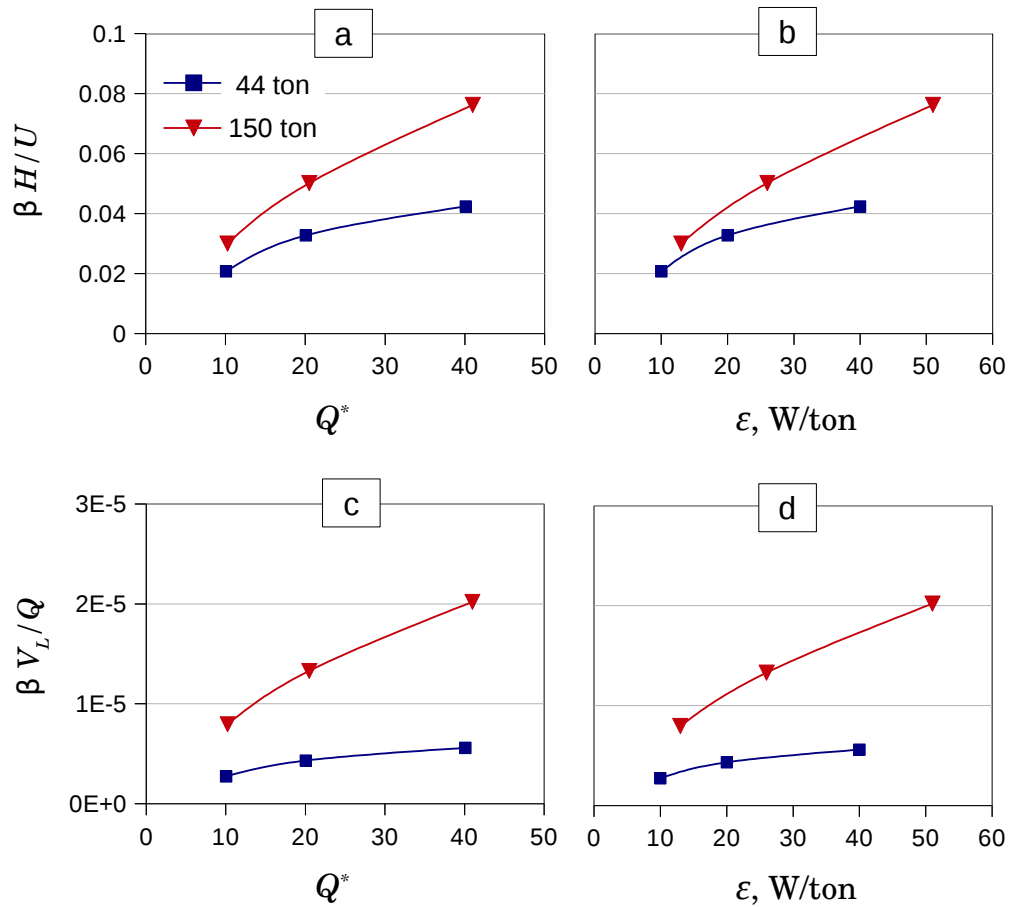 a
b
0.1
0.08
0.06
0.04
0.02
0
44 ton
150 ton
β H/U
0 10 20 30 40 50
0 10 20 30 40 50 60
Q*
ε, W/ton
c
d
3E-5
2E-5
1E-5
0E+0
β V_L/Q
0 10 20 30 40 50
0 10 20 30 40 50 60
Q*
ε, W/ton